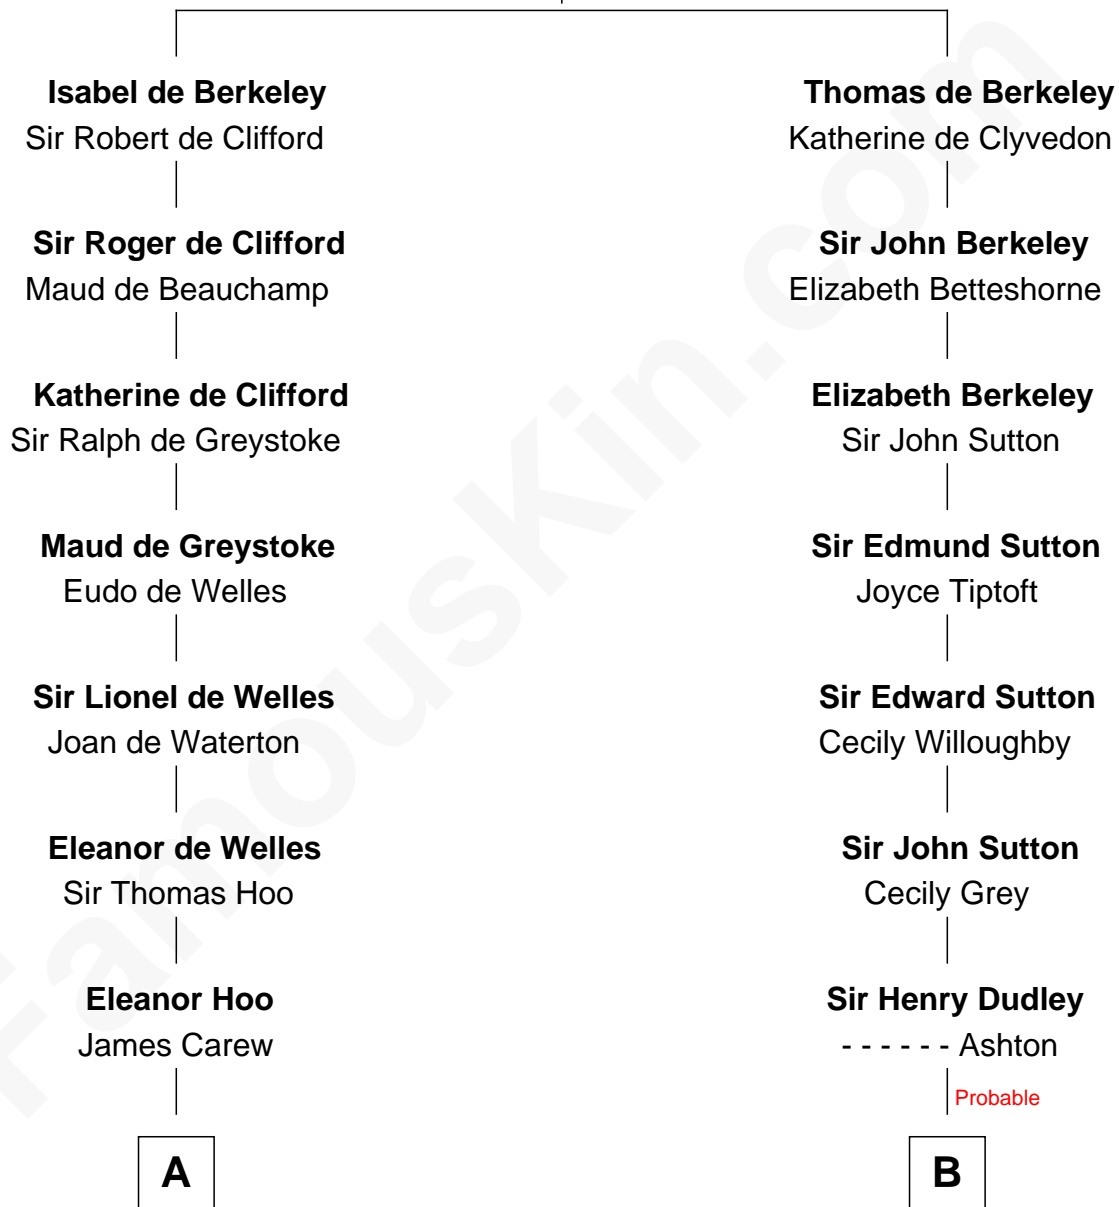 Isabel de Berkeley
Sir Robert de Clifford
Sir Roger de Clifford
Maud de Beauchamp
Katherine de Clifford
Sir Ralph de Greystoke
Maud de Greystoke
Eudo de Welles
Sir Lionel de Welles
Joan de Waterton
Eleanor de Welles
Sir Thomas Hoo
Eleanor Hoo
James Carew
A
Thomas de Berkeley
Katherine de Clyvedon
Sir John Berkeley
Elizabeth Betteshorne
Elizabeth Berkeley
Sir John Sutton
Sir Edmund Sutton
Joyce Tiptoft
Sir Edward Sutton
Cecily Willoughby
Sir John Sutton
Cecily Grey
Sir Henry Dudley
- - - - - - Ashton
Probable
B
FamousKin.com